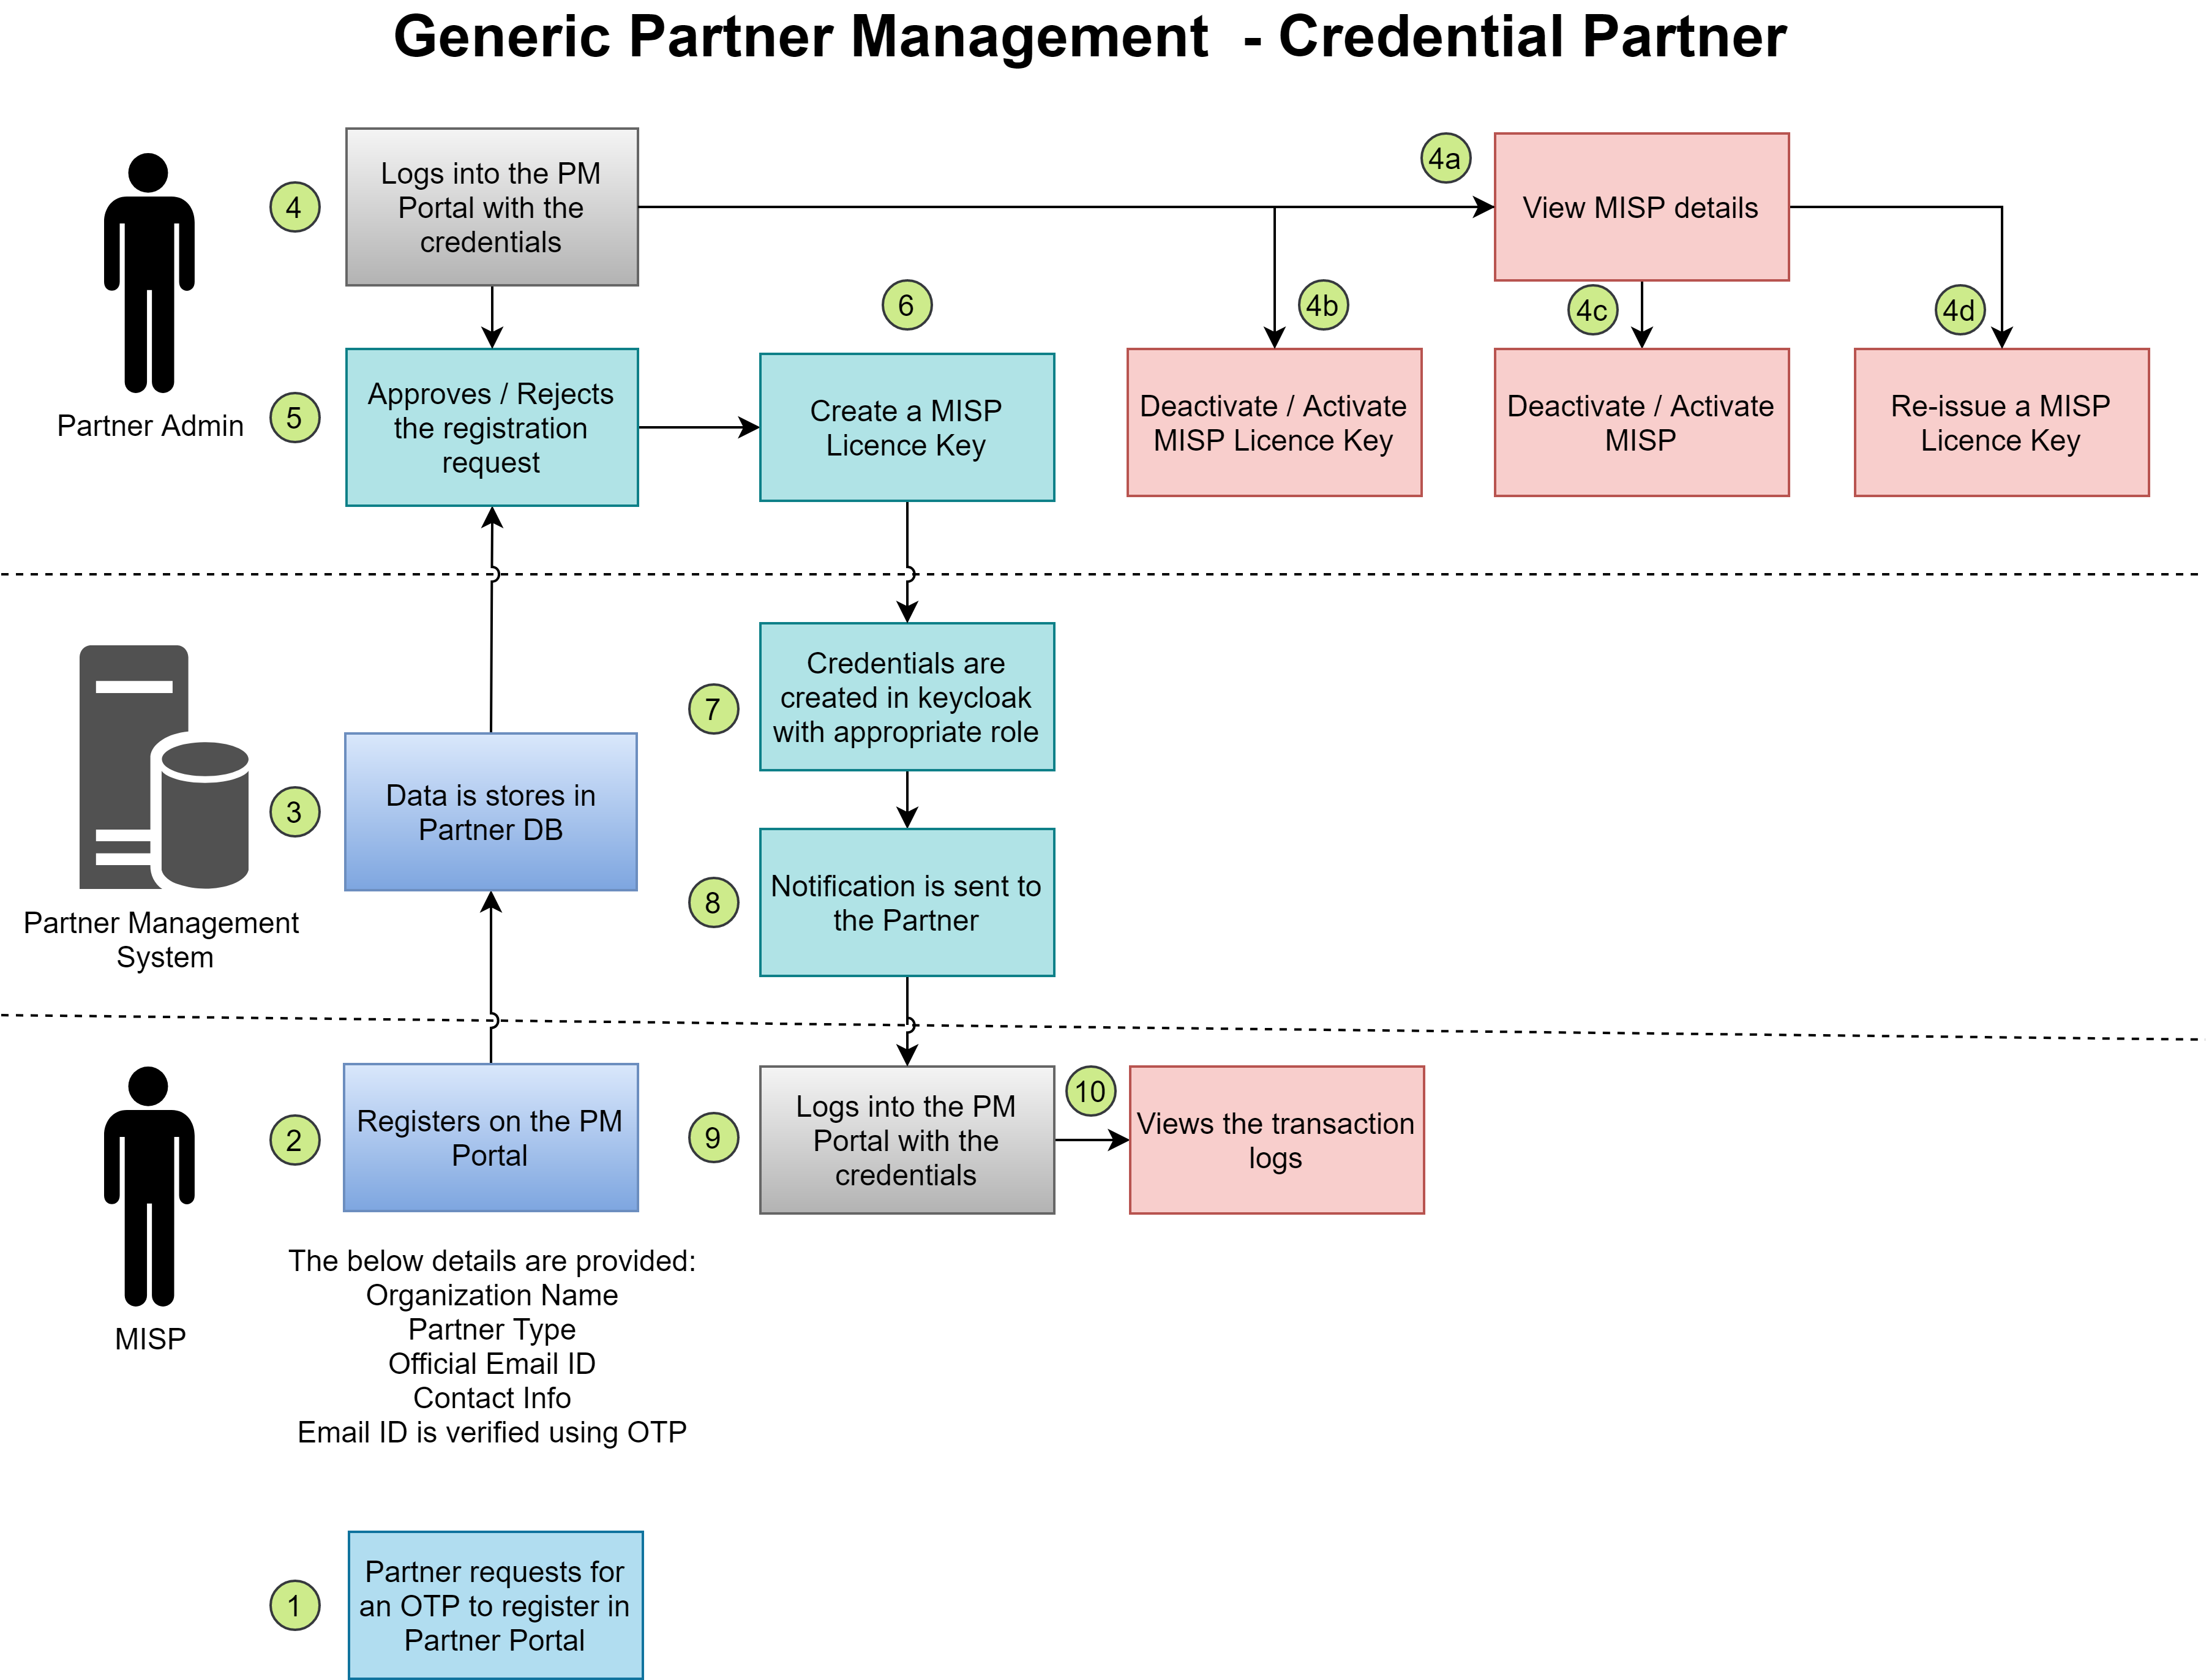 Generic Partner Management  - Credential Partner
4
Logs into the PM
Portal with the
credentials
4a
View MISP details
Partner Admin
5
Approves / Rejects
the registration
request
6
Create a MISP
Licence Key
4b
Deactivate / Activate
MISP Licence Key
4c
Deactivate / Activate
MISP
4d
Re-issue a MISP
Licence Key
Partner Management
System
3
Data is stores in
Partner DB
7
Credentials are
created in keycloak
with appropriate role
8
Notification is sent to
the Partner
MISP
2
Registers on the PM
Portal
9
Logs into the PM
Portal with the
credentials
10
Views the transaction
logs
The below details are provided:
Organization Name
Partner Type
Official Email ID
Contact Info
Email ID is verified using OTP
1
Partner requests for
an OTP to register in
Partner Portal